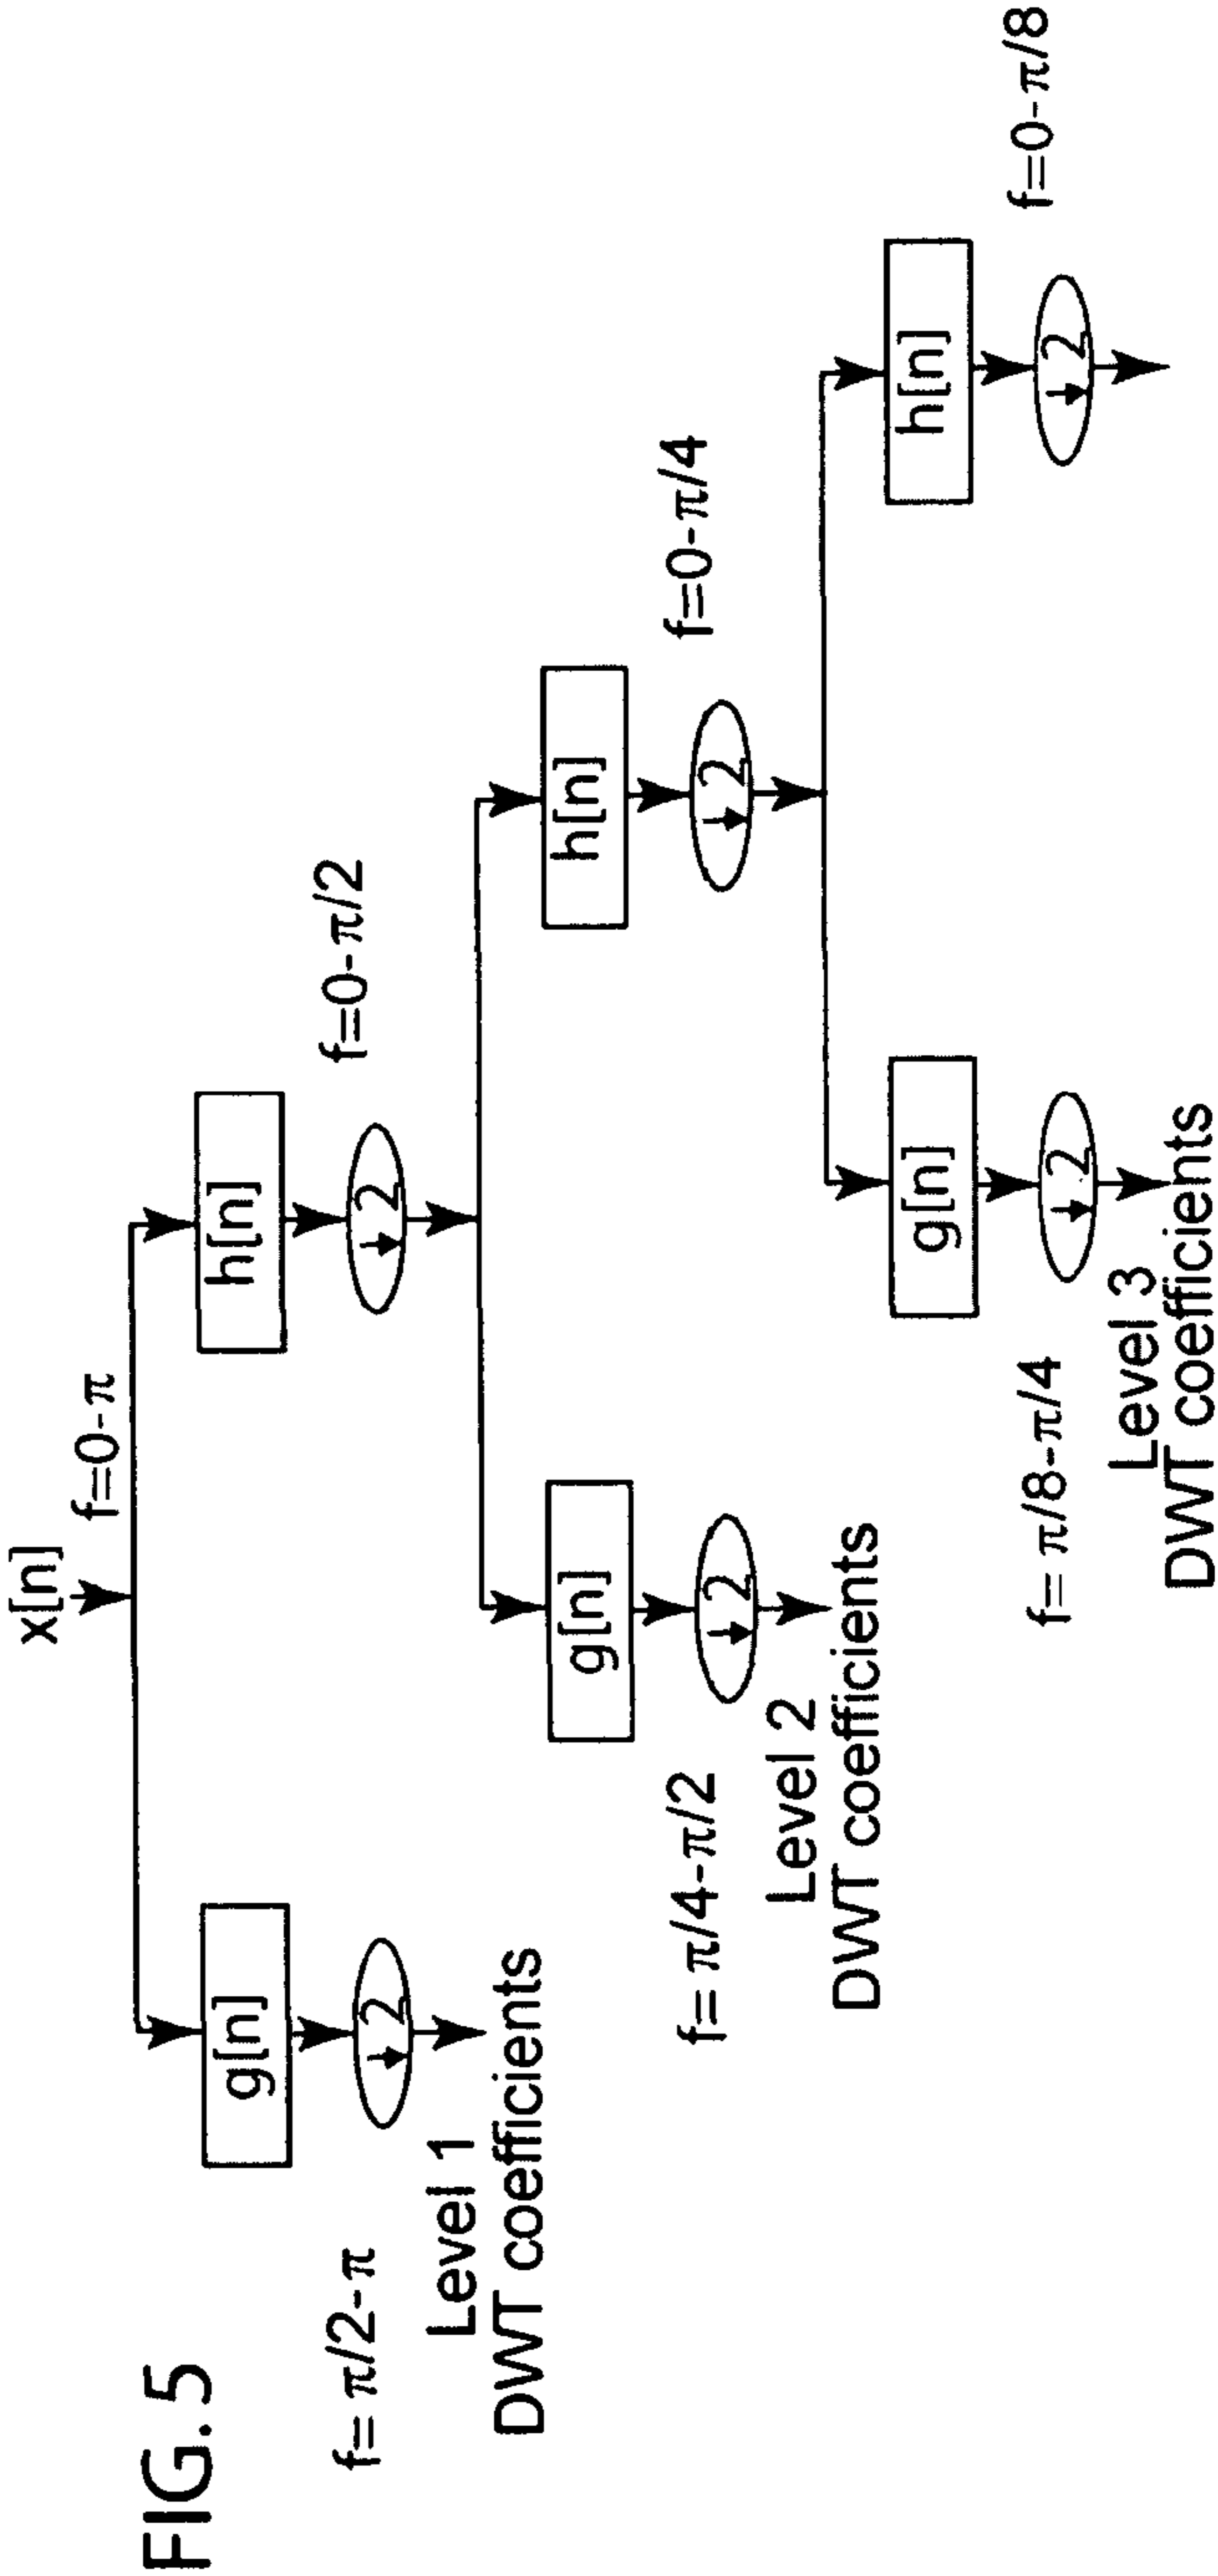 FIG. 5
x[n]
f=0-π
g[n]
h[n]
↓2
↓2
f= π/2-π
f=0-π/2
Level 1
DWT coefficients
g[n]
h[n]
↓2
↓2
f= π/4-π/2
f=0-π/4
Level 2
DWT coefficients
g[n]
h[n]
↓2
↓2
f= π/8-π/4
f=0-π/8
Level 3
DWT coefficients